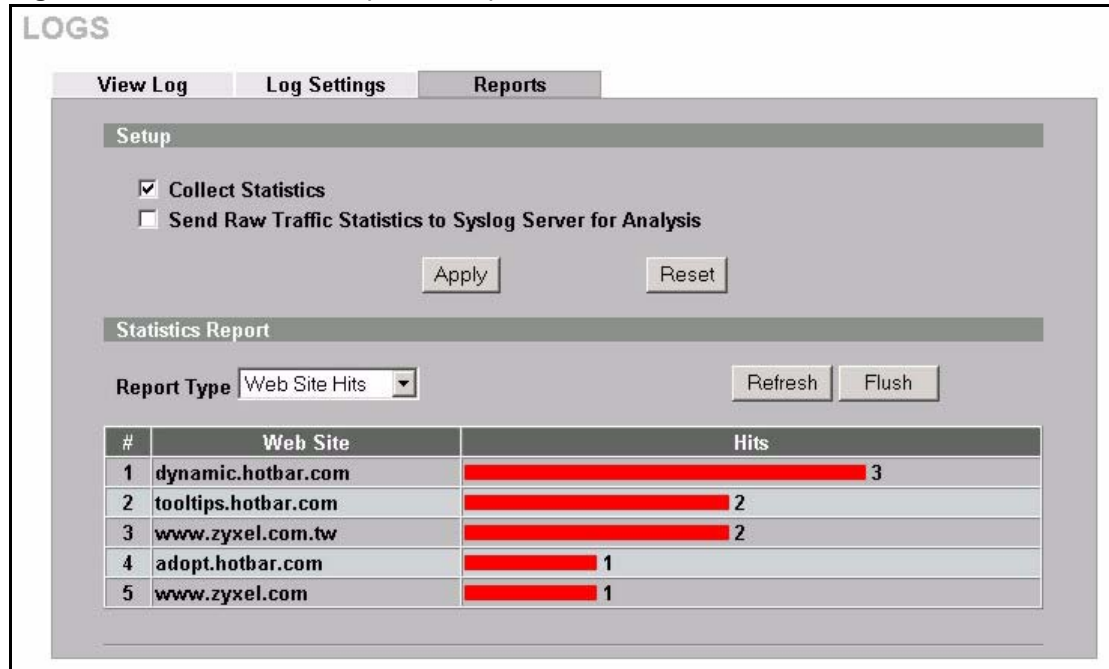 LOGS
View Log Log Settings Reports
Setup
Collect Statistics
Send Raw Traffic Statistics to Syslog Server for Analysis
Apply Reset
Statistics Report
Report Type Web Site Hits Refresh Flush
# Web Site Hits
1 dynamic.hotbar.com 3
2 tooltips.hotbar.com 2
3 www.zyxel.com.tw 2
4 adopt.hotbar.com 1
5 www.zyxel.com 1